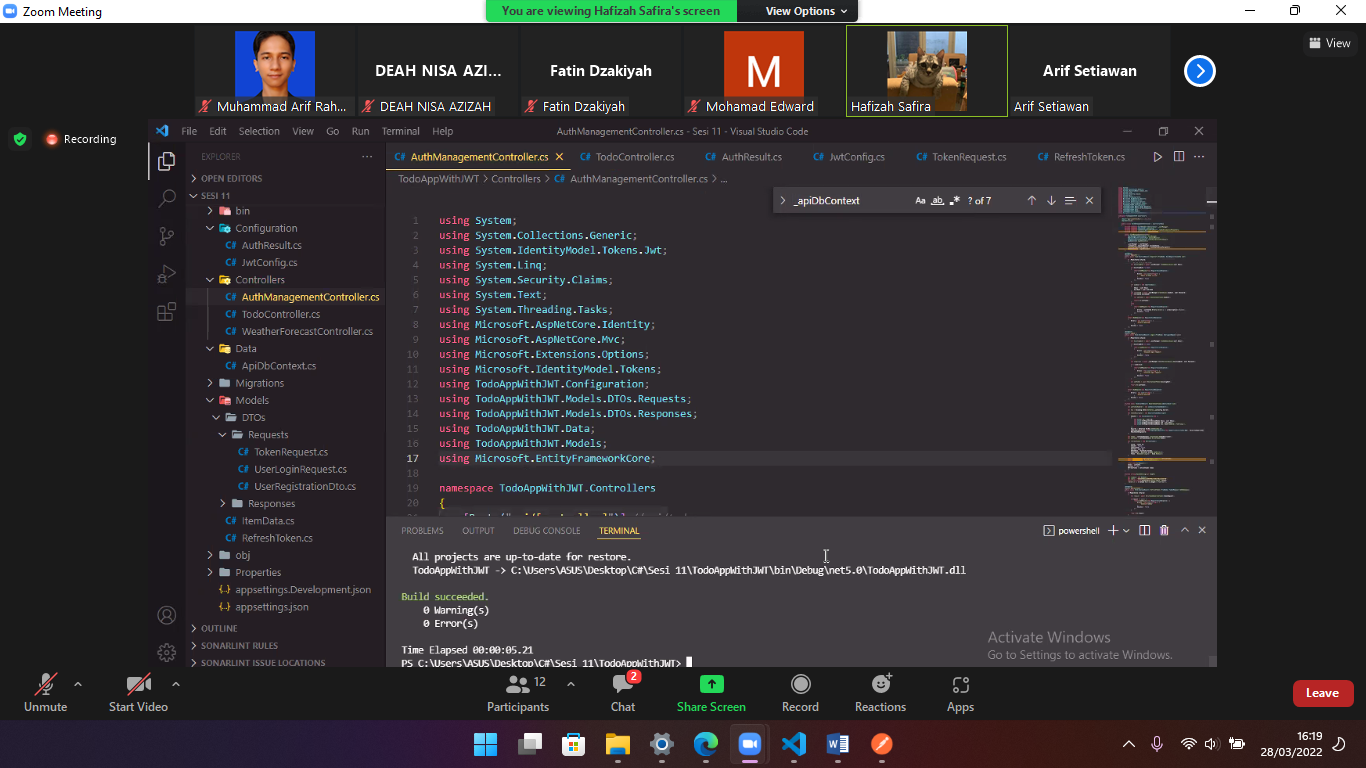 Zoom Meeting
You are viewing Hafizah Safira's screen
View Options
View
Muhammad Arif Rah...
DEAH NISA AZI...
DEAH NISA AZIZAH
Fatin Dzakiyah
Fatin Dzakiyah
M
Mohamad Edward
Hafizah Safira
Arif Setiawan
Arif Setiawan
Recording
File Edit Selection View Go Run Terminal Help
AuthManagementController.cs - Sesi 11 - Visual Studio Code
EXPLORER
OPEN EDITORS
SESI 11
bin
Configuration
C# AuthResult.cs
C# JwtConfig.cs
Controllers
C# AuthManagementController.cs
C# TodoController.cs
C# WeatherForecastController.cs
Data
C# ApiDbContext.cs
Migrations
Models
DTOs
Requests
C# TokenRequest.cs
C# UserLoginRequest.cs
C# UserRegistrationDto.cs
Responses
C# ItemData.cs
C# RefreshToken.cs
obj
Properties
{..} appsettings.Development.json
{..} appsettings.json
OUTLINE
SONARLINT RULES
SONARLINT ISSUE LOCATIONS
C# AuthManagementController.cs C# TodoController.cs C# AuthResult.cs C# JwtConfig.cs C# TokenRequest.cs C# RefreshToken.cs
TodoAppWithJWT > Controllers > C# AuthManagementController.cs > ...
_apiDbContext Aa ab .* ? of 7
1 using System;
2 using System.Collections.Generic;
3 using System.IdentityModel.Tokens.Jwt;
4 using System.Linq;
5 using System.Security.Claims;
6 using System.Text;
7 using System.Threading.Tasks;
8 using Microsoft.AspNetCore.Identity;
9 using Microsoft.AspNetCore.Mvc;
10 using Microsoft.Extensions.Options;
11 using Microsoft.IdentityModel.Tokens;
12 using TodoAppWithJWT.Configuration;
13 using TodoAppWithJWT.Models.DTOs.Requests;
14 using TodoAppWithJWT.Models.DTOs.Responses;
15 using TodoAppWithJWT.Data;
16 using TodoAppWithJWT.Models;
17 using Microsoft.EntityFrameworkCore;
18
19 namespace TodoAppWithJWT.Controllers
20 {
PROBLEMS OUTPUT DEBUG CONSOLE TERMINAL
powershell
All projects are up-to-date for restore.
TodoAppWithJWT -> C:\Users\ASUS\Desktop\C#\Sesi 11\TodoAppWithJWT\bin\Debug\net5.0\TodoAppWithJWT.dll
Build succeeded.
0 Warning(s)
0 Error(s)
Time Elapsed 00:00:05.21
PS C:\Users\ASUS\Desktop\C#\Sesi 11\TodoAppWithJWT>
Activate Windows
Go to Settings to activate Windows.
Unmute
Start Video
12
Participants
2
Chat
Share Screen
Record
Reactions
Apps
Leave
16:19
28/03/2022